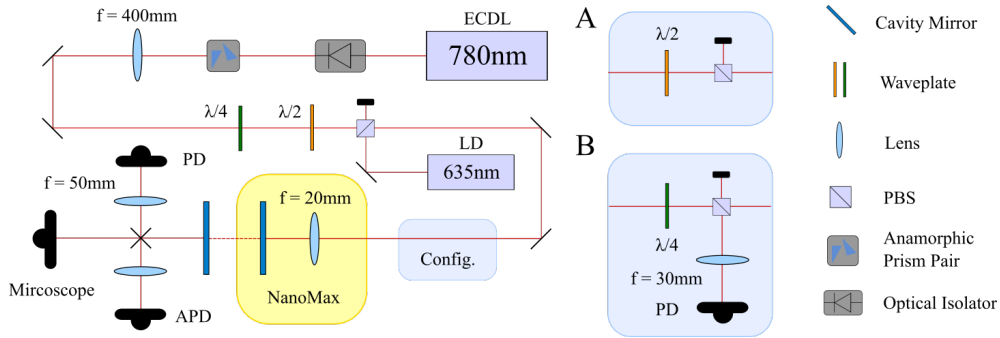 f = 400mm
ECDL
780nm
λ/4
λ/2
LD
635nm
PD
f = 50mm
f = 20mm
Config.
Mircoscope
NanoMax
APD
A
λ/2
B
λ/4
f = 30mm
PD
Cavity Mirror
Waveplate
Lens
PBS
Anamorphic
Prism Pair
Optical Isolator